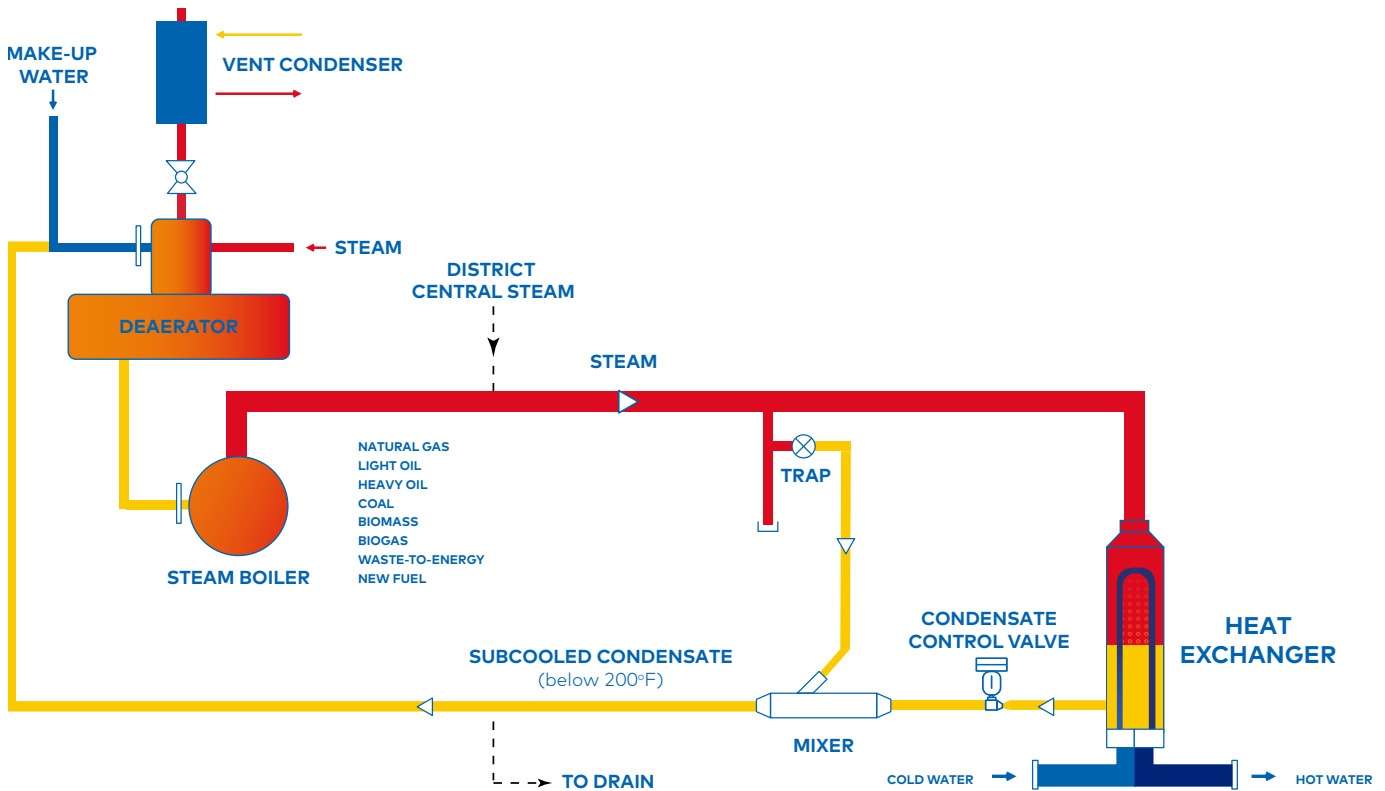 MAKE-UP
WATER
VENT CONDENSER
STEAM
DEAERATOR
DISTRICT
CENTRAL STEAM
STEAM
NATURAL GAS
LIGHT OIL
HEAVY OIL
COAL
BIOMASS
BIOGAS
WASTE-TO-ENERGY
NEW FUEL
TRAP
STEAM BOILER
CONDENSATE
CONTROL VALVE
HEAT
EXCHANGER
SUBCOOLED CONDENSATE
(below 200°F)
MIXER
TO DRAIN
COLD WATER
HOT WATER